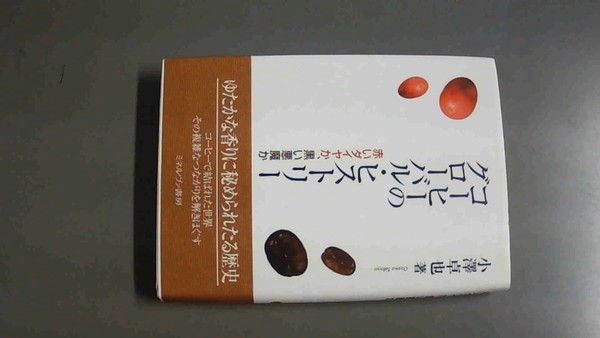 コーヒーの
グローバル・ヒストリー
赤いダイヤか、黒い悪魔か
小澤卓也 著
Ozawa Takuya
ゆたかな香りに秘められたる歴史
コーヒーで結ばれた世界
その複雑なつながりを解きほぐす
ミネルヴァ書房